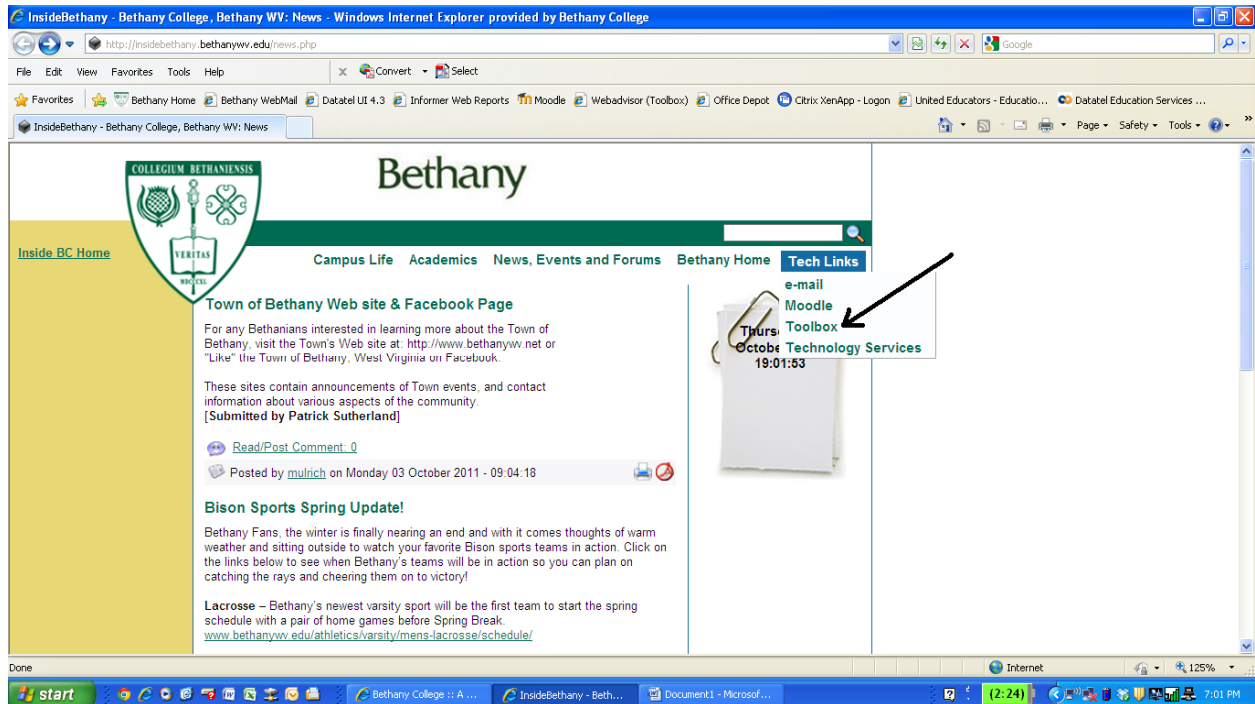 InsideBethany - Bethany College, Bethany WV: News - Windows Internet Explorer provided by Bethany College
http://insidebethany.bethanywv.edu/news.php
Google
File Edit View Favorites Tools Help
x Convert Select
Favorites Bethany Home Bethany WebMail Datatel UI 4.3 Informer Web Reports Moodle Webadvisor (Toolbox) Office Depot Citrix XenApp - Logon United Educators - Educatio... Datatel Education Services ...
InsideBethany - Bethany College, Bethany WV: News
Page Safety Tools
COLLEGIUM BETHANIENSIS
Bethany
VERITAS
Inside BC Home
Campus Life Academics News, Events and Forums Bethany Home Tech Links
e-mail
Moodle
Toolbox
Technology Services
Thurs
Octobe
19:01:53
Town of Bethany Web site & Facebook Page
For any Bethanians interested in learning more about the Town of
Bethany, visit the Town's Web site at: http://www.bethanywv.net or
"Like" the Town of Bethany, West Virginia on Facebook.
These sites contain announcements of Town events, and contact
information about various aspects of the community.
[Submitted by Patrick Sutherland]
Read/Post Comment: 0
Posted by mulrich on Monday 03 October 2011 - 09:04:18
Bison Sports Spring Update!
Bethany Fans, the winter is finally nearing an end and with it comes thoughts of warm
weather and sitting outside to watch your favorite Bison sports teams in action. Click on
the links below to see when Bethany's teams will be in action so you can plan on
catching the rays and cheering them on to victory!
Lacrosse – Bethany's newest varsity sport will be the first team to start the spring
schedule with a pair of home games before Spring Break.
www.bethanywv.edu/athletics/varsity/mens-lacrosse/schedule/
Done
Internet
125%
start
Bethany College :: A ...
InsideBethany - Beth...
Document1 - Microsof...
(2:24)
7:01 PM